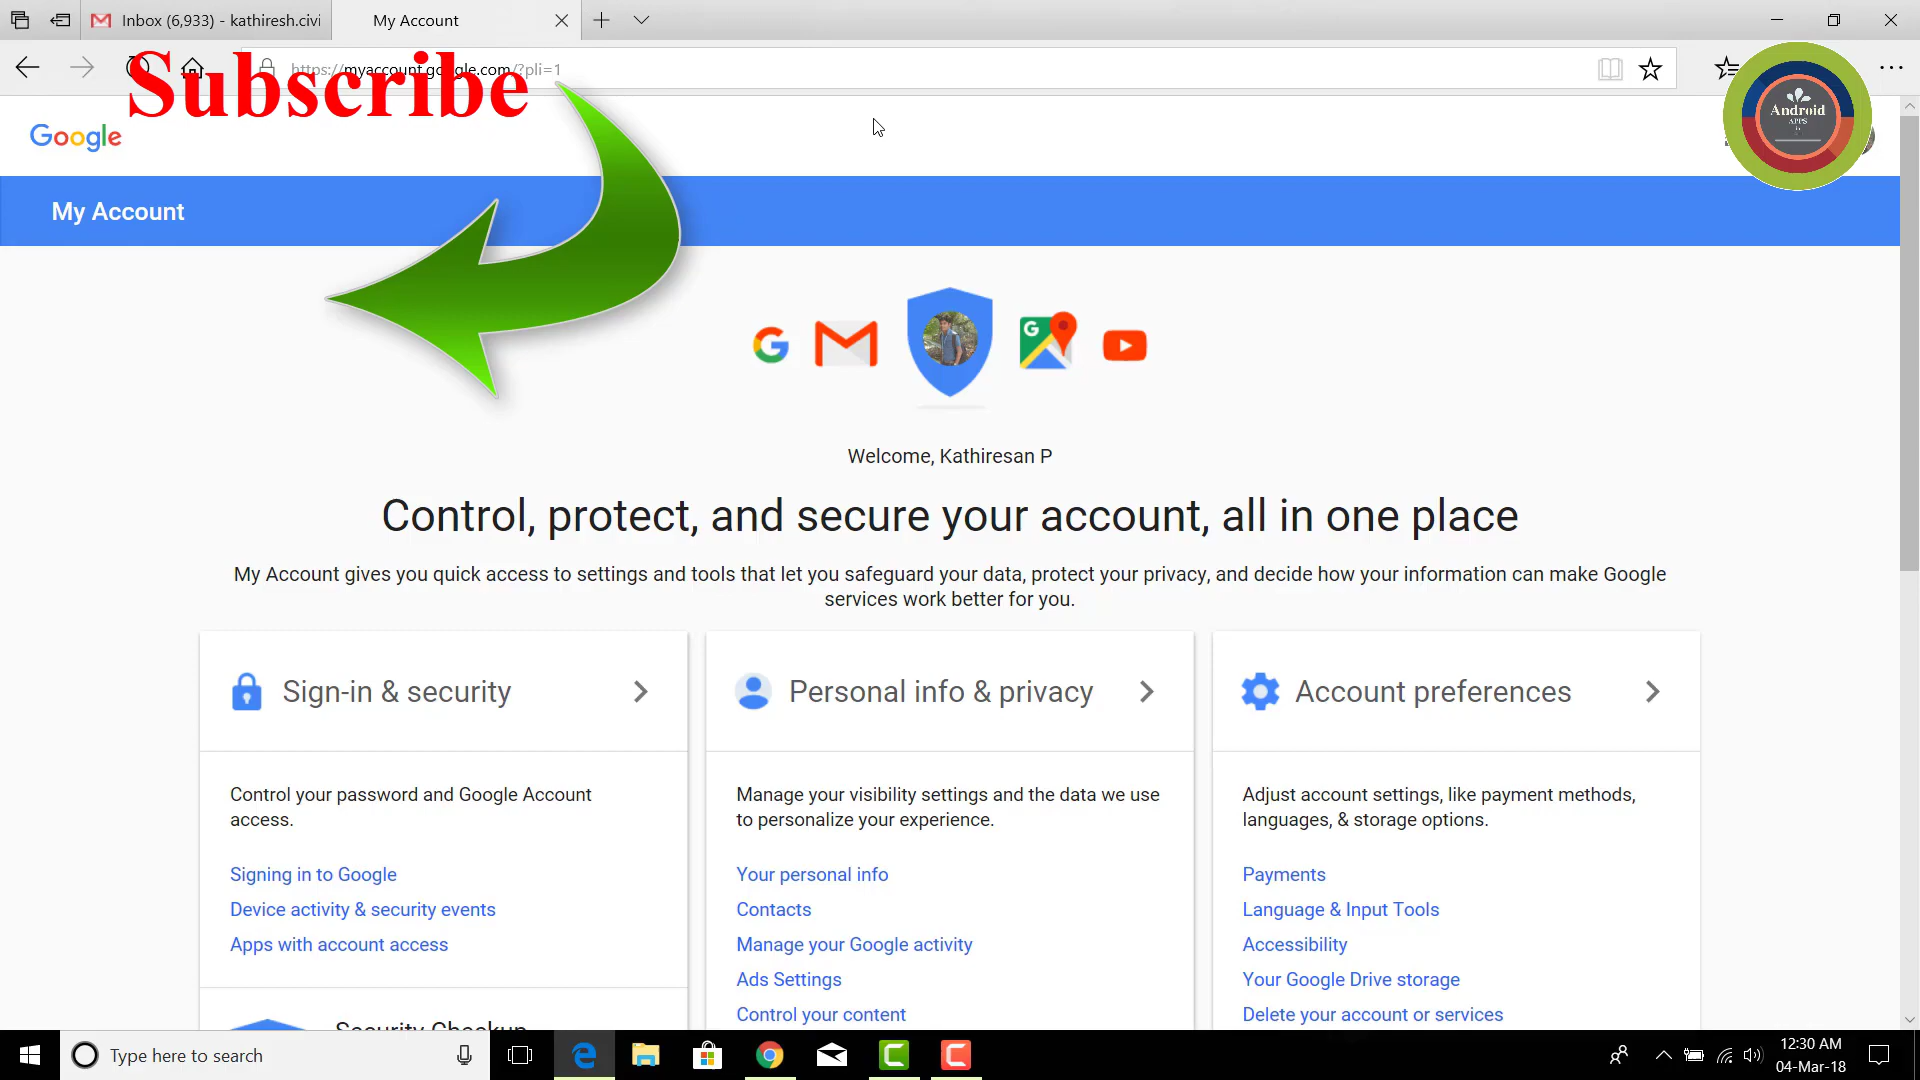 Inbox (6,933) - kathiresh.civi
My Account
https://myaccount.google.com/?pli=1
Subscribe
Google
Android
APPS
My Account
Welcome, Kathiresan P
Control, protect, and secure your account, all in one place
My Account gives you quick access to settings and tools that let you safeguard your data, protect your privacy, and decide how your information can make Google
services work better for you.
Sign-in & security
Control your password and Google Account
access.
Signing in to Google
Device activity & security events
Apps with account access
Security Checkup
Personal info & privacy
Manage your visibility settings and the data we use
to personalize your experience.
Your personal info
Contacts
Manage your Google activity
Ads Settings
Control your content
Account preferences
Adjust account settings, like payment methods,
languages, & storage options.
Payments
Language & Input Tools
Accessibility
Your Google Drive storage
Delete your account or services
Type here to search
12:30 AM
04-Mar-18